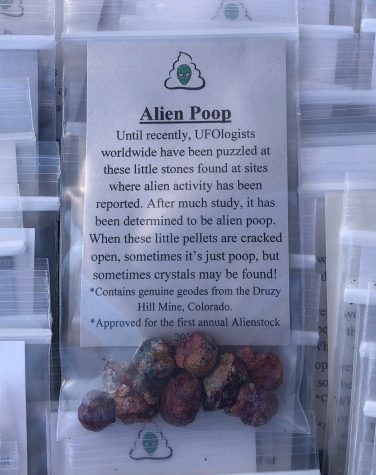 Alien Poop
Until recently, UFOlogists
worldwide have been puzzled at
these little stones found at sites
where alien activity has been
reported. After much study, it has
been determined to be alien poop.
When these little pellets are cracked
open, sometimes it's just poop, but
sometimes crystals may be found!
*Contains genuine geodes from the Druzy
Hill Mine, Colorado.
*Approved for the first annual Alienstock